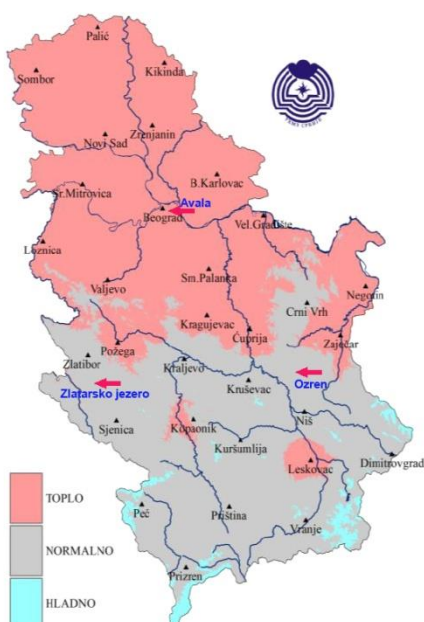 Palić
Sombor
Kikinda
Novi Sad
Zrenjanin
Sr.Mitrovica
B.Karlovac
Avala
Beograd
Vel.Gradište
Loznica
Valjevo
Sm.Palanka
Negotin
Crni Vrh
Kragujevac
Ćuprija
Zaječar
Požega
Zlatibor
Kraljevo
Ozren
Kruševac
Zlatarsko jezero
Sjenica
Kopaonik
Niš
Kuršumlija
Dimitrovgrad
Leskovac
TOPLO
Peć
Priština
Vranje
NORMALNO
Prizren
HLADNO